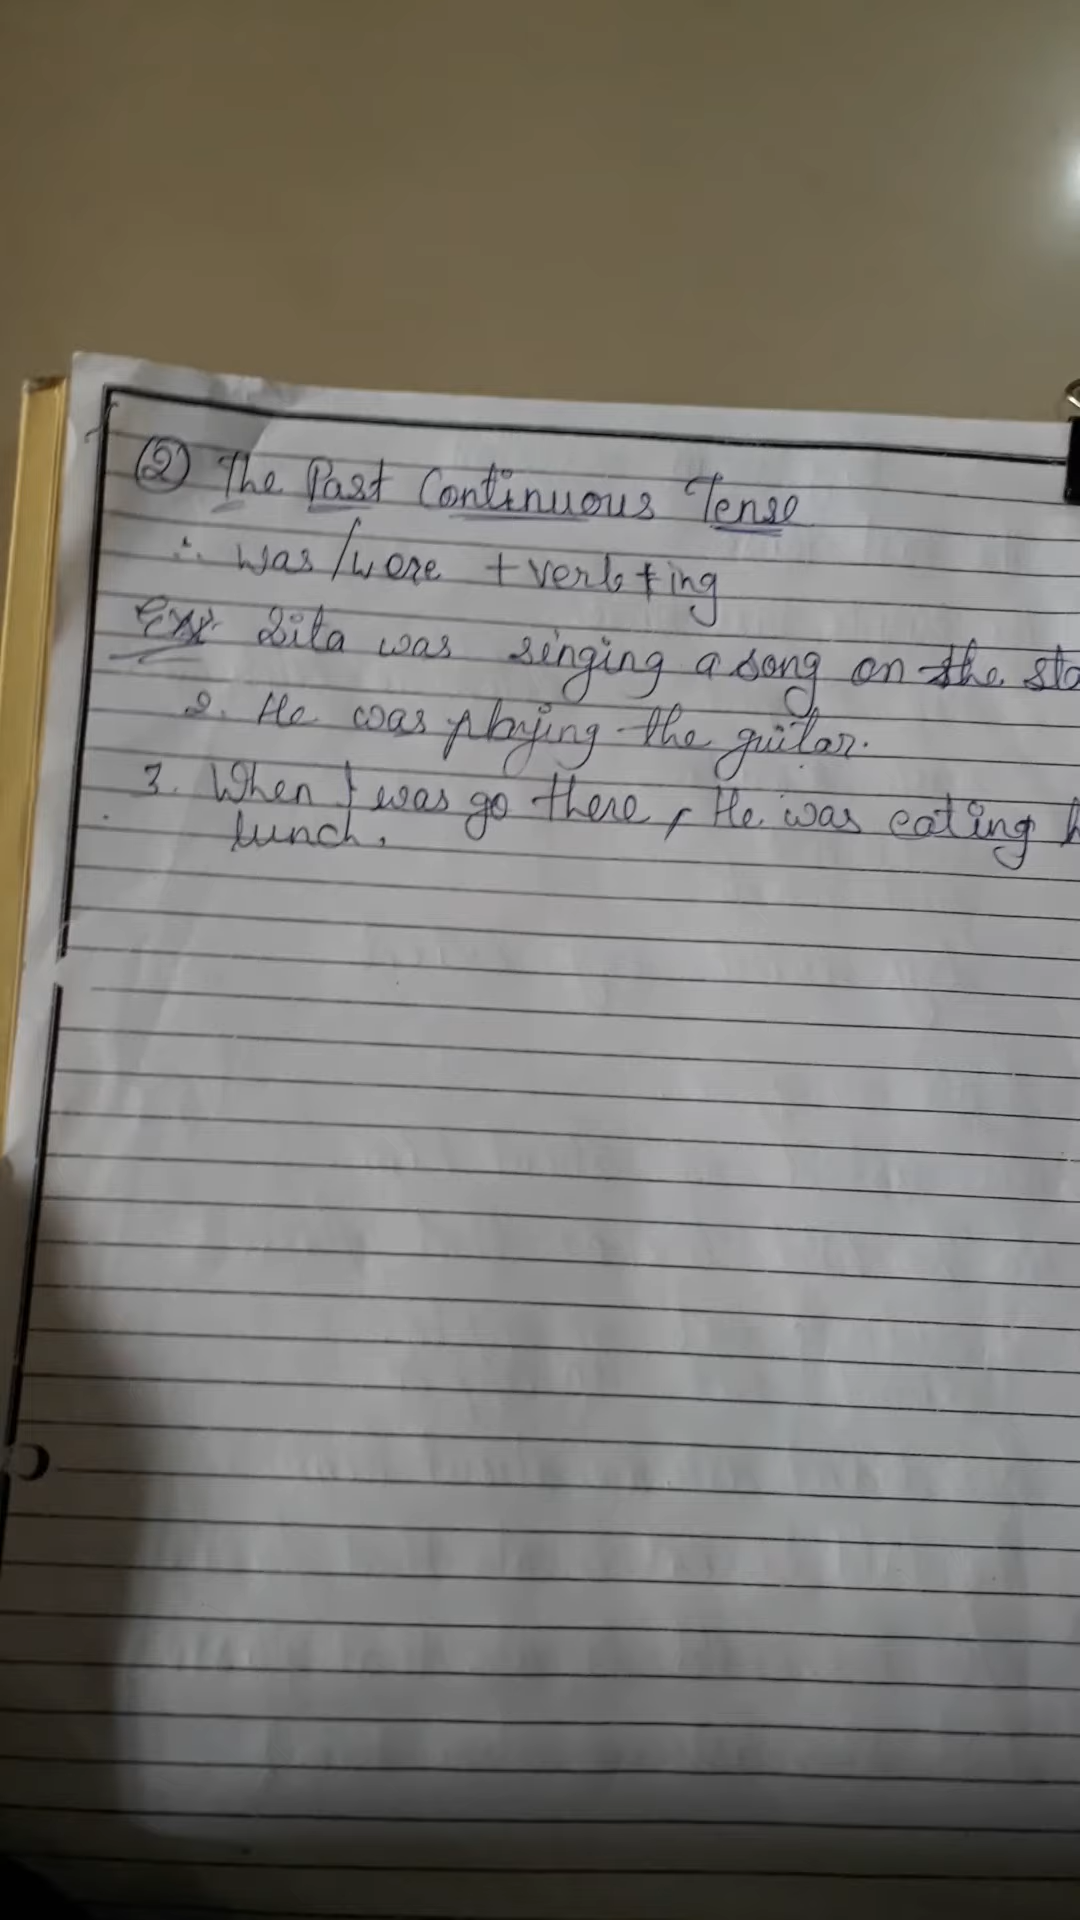 ② The Past Continuous Tense
∴ was/were +verb+ing
Ex:- Sita was singing a song on the
2. He was playing the guitar.
3. When I was go there, He was eating
lunch.